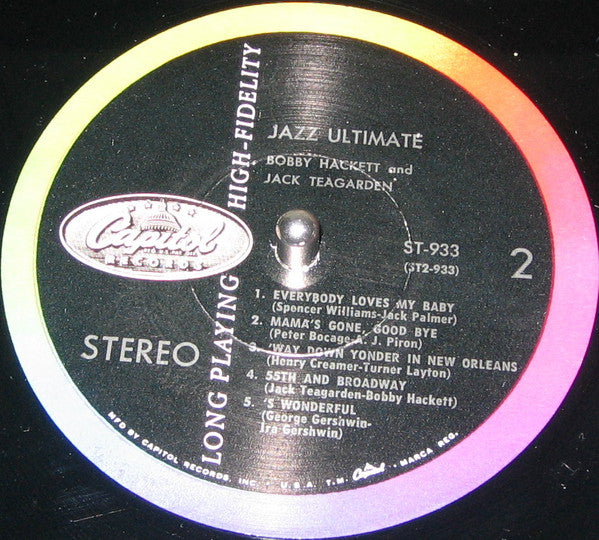 JAZZ ULTIMATE
BOBBY HACKETT and
JACK TEAGARDEN
LONG PLAYING HIGH-FIDELITY
Capitol
RECORDS
ST-933
(ST2-933)
2
STEREO
1. EVERYBODY LOVES MY BABY
(Spencer Williams-Jack Palmer)
2. MAMA'S GONE, GOOD BYE
(Peter Bocage-A. J. Piron)
3. 'WAY DOWN YONDER IN NEW ORLEANS
(Henry Creamer-Turner Layton)
4. 55TH AND BROADWAY
(Jack Teagarden-Bobby Hackett)
5. 'S WONDERFUL
(George Gershwin-
Ira Gershwin)
MFD BY CAPITOL RECORDS, INC. · U.S.A. T.M. Capitol · MARCA REG.